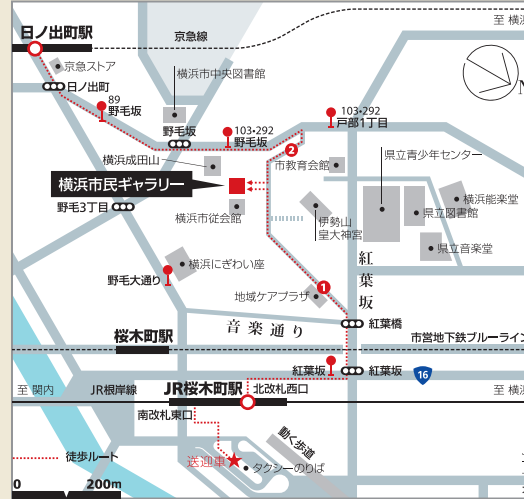 日ノ出町駅
京急線
至 横浜
京急ストア
日ノ出町
横浜市中央図書館
N
89
野毛坂
野毛坂
103・292
野毛坂
103・292
戸部1丁目
2
横浜成田山
市教育会館
県立青少年センター
横浜市民ギャラリー
野毛3丁目
横浜市従会館
伊勢山
皇大神宮
横浜能楽堂
県立図書館
県立音楽堂
横浜にぎわい座
野毛大通り
紅葉坂
1
地域ケアプラザ
音楽通り
紅葉橋
桜木町駅
市営地下鉄ブルーライン
紅葉坂
紅葉坂
16
至 関内
JR根岸線
JR桜木町駅
北改札西口
至 横浜
南改札東口
動く歩道
徒歩ルート
送迎車
タクシーのりば
0
200m